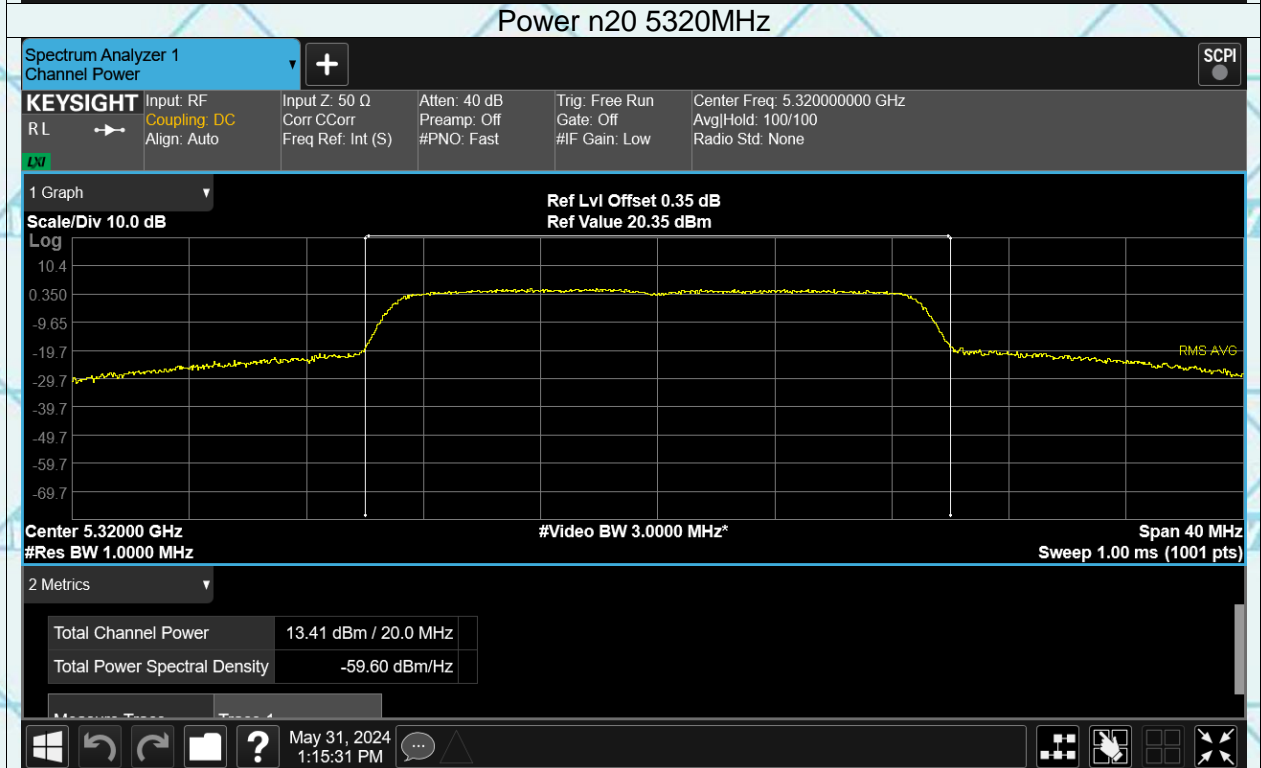 Power n20 5320MHz
Spectrum Analyzer 1
Channel Power
SCPI
KEYSIGHT
RL
LXI
Input: RF
Coupling: DC
Align: Auto
Input Z: 50 Ω
Corr CCorr
Freq Ref: Int (S)
Atten: 40 dB
Preamp: Off
#PNO: Fast
Trig: Free Run
Gate: Off
#IF Gain: Low
Center Freq: 5.320000000 GHz
Avg|Hold: 100/100
Radio Std: None
1 Graph
Ref Lvl Offset 0.35 dB
Scale/Div 10.0 dB
Ref Value 20.35 dBm
Log
10.4
0.350
-9.65
-19.7
RMS AVG
-29.7
-39.7
-49.7
-59.7
-69.7
Center 5.32000 GHz
#Video BW 3.0000 MHz*
Span 40 MHz
#Res BW 1.0000 MHz
Sweep 1.00 ms (1001 pts)
2 Metrics
Total Channel Power 13.41 dBm / 20.0 MHz
Total Power Spectral Density -59.60 dBm/Hz
Measure Trace Trace 1
May 31, 2024
1:15:31 PM